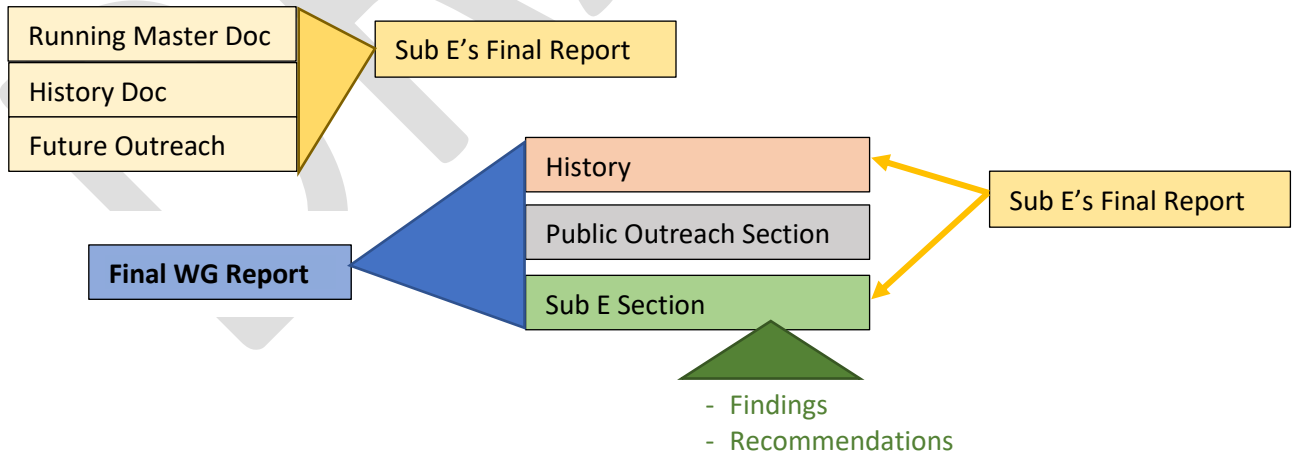 Running Master Doc
Sub E’s Final Report
History Doc
Future Outreach
History
Sub E’s Final Report
Public Outreach Section
Final WG Report
Sub E Section
- Findings
- Recommendations